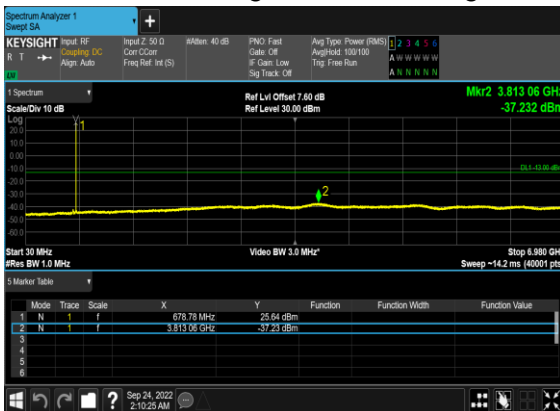 Spectrum Analyzer 1
Swept SA
KEYSIGHT Input: RF Input Z: 50 Ω #Atten: 40 dB PNO: Fast Avg Type: Power (RMS) 1 2 3 4 5 6
R T Coupling: DC Corr CCorr Gate: Off Avg|Hold: 100/100 A W W W W W
Align: Auto Freq Ref: Int (S) IF Gain: Low Trig: Free Run
Sig Track: Off A N N N N N
1 Spectrum Ref Lvl Offset 7.60 dB Mkr2 3.813 06 GHz
Scale/Div 10 dB Ref Level 30.00 dBm -37.232 dBm
Log
20.0 1
10.0
0.00
-10.0 DL1 -13.00 dBm
-20.0
-30.0 2
-40.0
-50.0
-60.0
Start 30 MHz Video BW 3.0 MHz* Stop 6.980 GHz
#Res BW 1.0 MHz Sweep ~14.2 ms (40001 pts)
5 Marker Table
Mode Trace Scale X Y Function Function Width Function Value
1 N 1 f 678.78 MHz 25.64 dBm
2 N 1 f 3.813 06 GHz -37.23 dBm
3
4
5
6
? Sep 24, 2022
2:10:25 AM